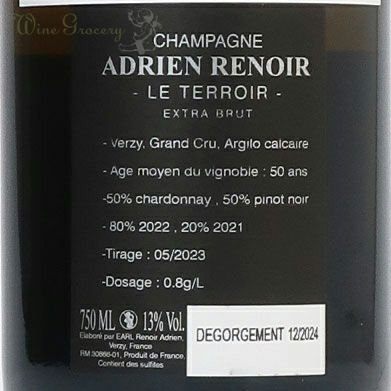 Wine Grocery
CHAMPAGNE
ADRIEN RENOIR
- LE TERROIR -
EXTRA BRUT
- Verzy, Grand Cru, Argilo calcaire
- Age moyen du vignoble : 50 ans
-50% chardonnay , 50% pinot noir
- 80% 2022 , 20% 2021
-Tirage : 05/2023
-Dosage : 0.8g/L
750 ML 13% Vol.
Elaboré par EARL Renoir Adrien,
Verzy, France
RM 30866-01, Produit de France,
Contient des sulfites
DEGORGEMENT 12/2024